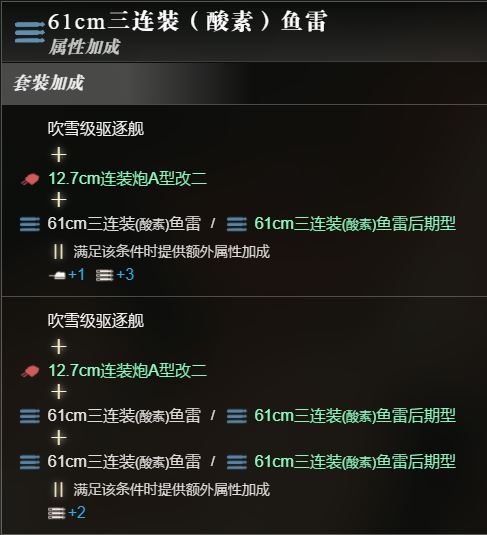 61cm三连装（酸素）鱼雷
属性加成
套装加成
吹雪级驱逐舰
+
12.7cm连装炮A型改二
+
61cm三连装(酸素)鱼雷 / 61cm三连装(酸素)鱼雷后期型
|| 满足该条件时提供额外属性加成
+1 +3
吹雪级驱逐舰
+
12.7cm连装炮A型改二
+
61cm三连装(酸素)鱼雷 / 61cm三连装(酸素)鱼雷后期型
+
61cm三连装(酸素)鱼雷 / 61cm三连装(酸素)鱼雷后期型
|| 满足该条件时提供额外属性加成
+2